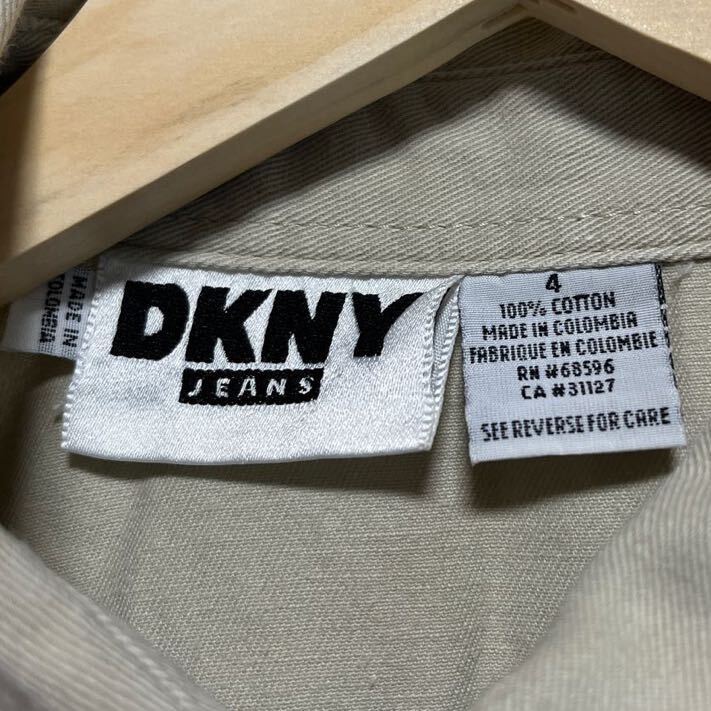 MADE IN
COLOMBIA
DKNY
JEANS
4
100% COTTON
MADE IN COLOMBIA
FABRIQUE EN COLOMBIE
RN #68596
CA #31127
SEE REVERSE FOR CARE